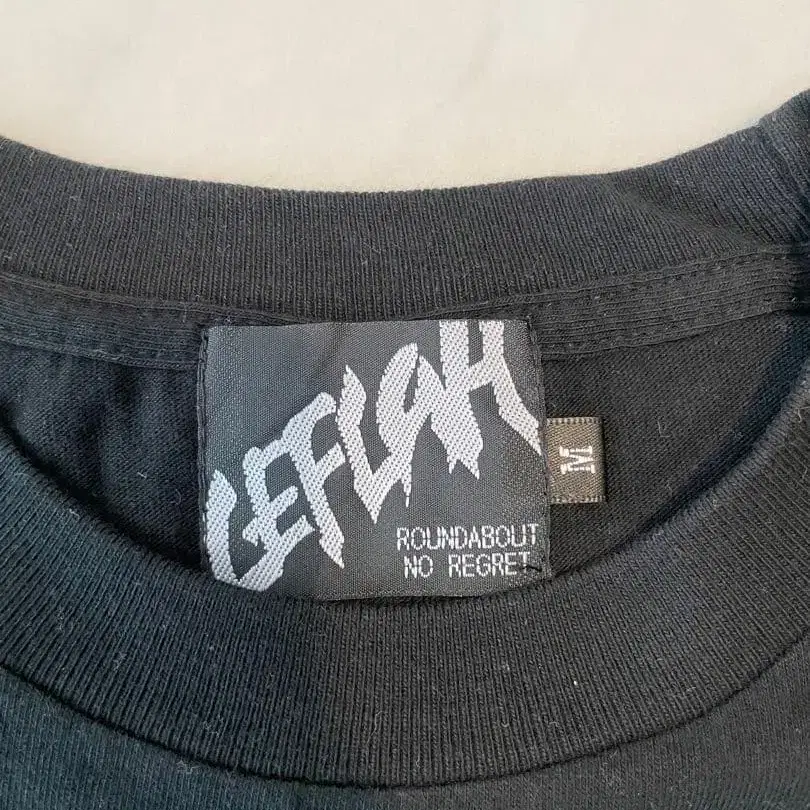 LEFLAH
ROUNDABOUT
NO REGRET
M